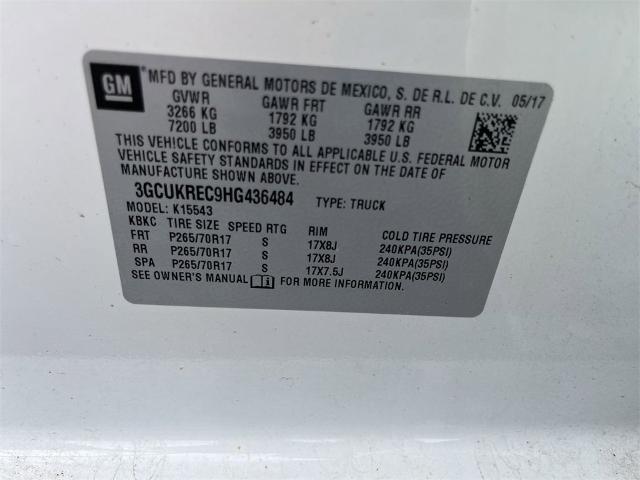 GM
MFD BY GENERAL MOTORS DE MEXICO, S. DE R.L. DE C.V. 05/17
GVWR GAWR FRT GAWR RR
3266 KG 1792 KG 1792 KG
7200 LB 3950 LB 3950 LB
THIS VEHICLE CONFORMS TO ALL APPLICABLE U.S. FEDERAL MOTOR
VEHICLE SAFETY STANDARDS IN EFFECT ON THE DATE OF
MANUFACTURE SHOWN ABOVE.
3GCUKREC9HG436484 TYPE: TRUCK
MODEL: K15543
KBKC TIRE SIZE SPEED RTG RIM COLD TIRE PRESSURE
FRT P265/70R17 S 17X8J 240KPA(35PSI)
RR P265/70R17 S 17X8J 240KPA(35PSI)
SPA P265/70R17 S 17X7.5J 240KPA(35PSI)
SEE OWNER'S MANUAL FOR MORE INFORMATION.